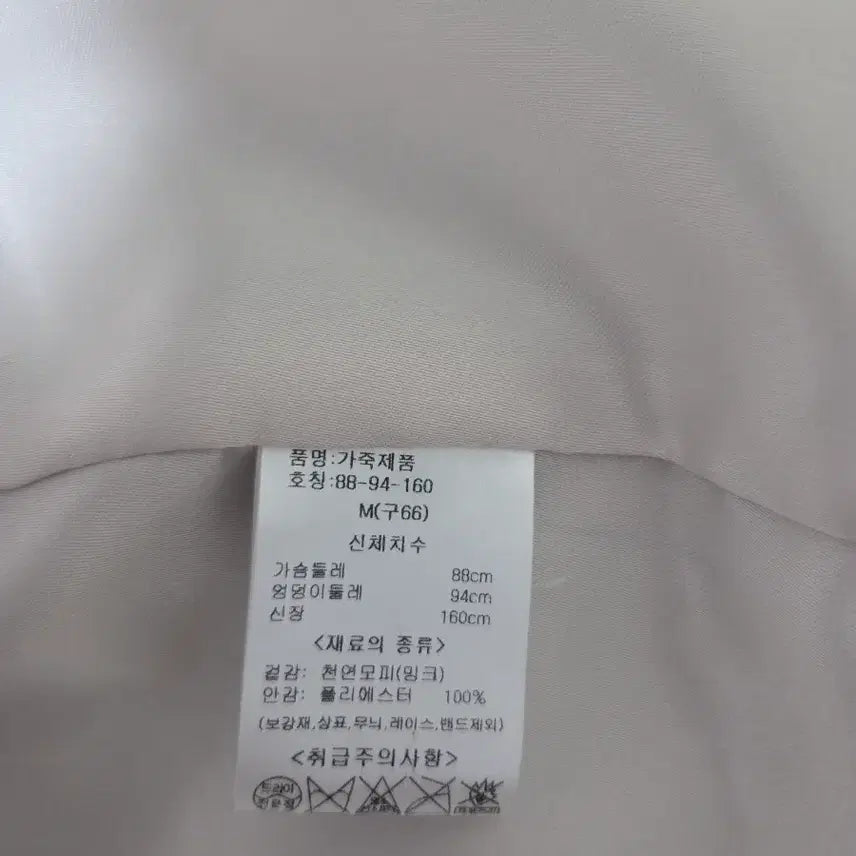 품명:가죽제품
호칭:88-94-160
M(구66)
신체치수
가슴둘레 88cm
엉덩이둘레 94cm
신장 160cm
<재료의 종류>
겉감: 천연모피(밍크)
안감: 폴리에스터 100%
(보강재,상표,무늬,레이스,밴드제외)
<취급주의사항>
드라이